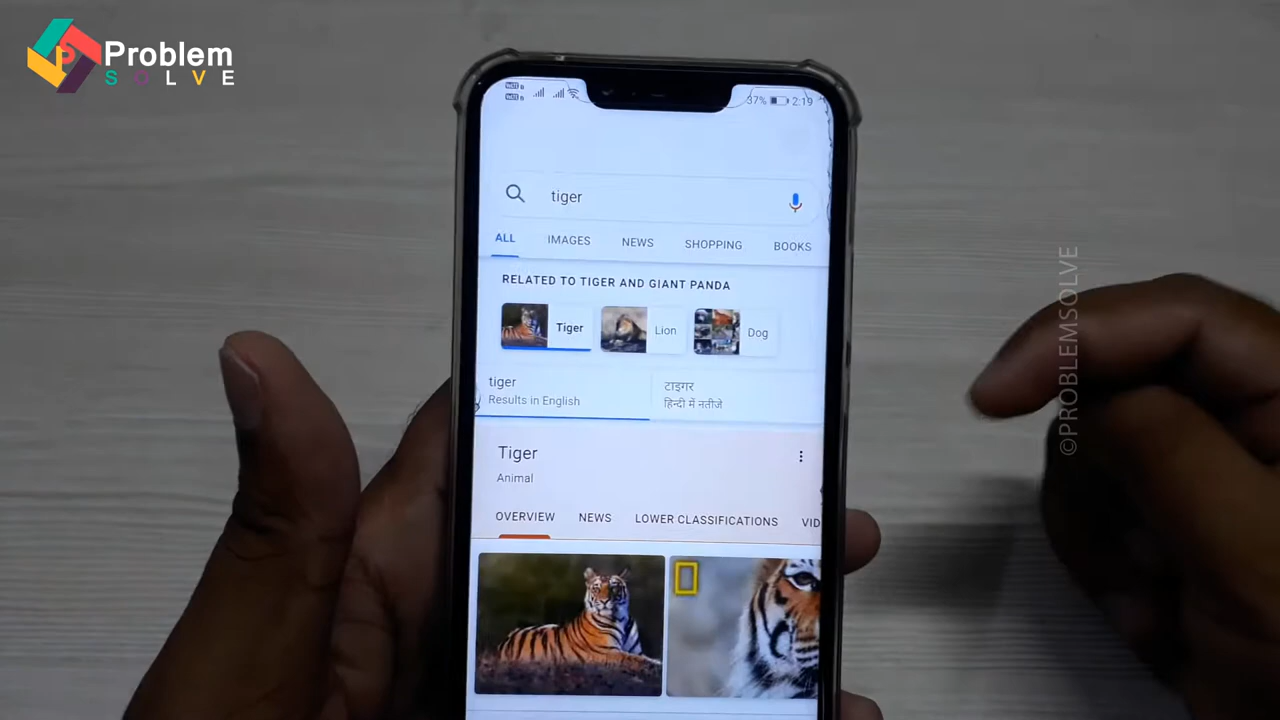 Problem
SOLVE
37% 2:19
tiger
ALL IMAGES NEWS SHOPPING BOOKS
RELATED TO TIGER AND GIANT PANDA
Tiger Lion Dog
tiger
Results in English
टाइगर
हिन्दी में नतीजे
Tiger
Animal
OVERVIEW NEWS LOWER CLASSIFICATIONS VID
©PROBLEMSOLVE